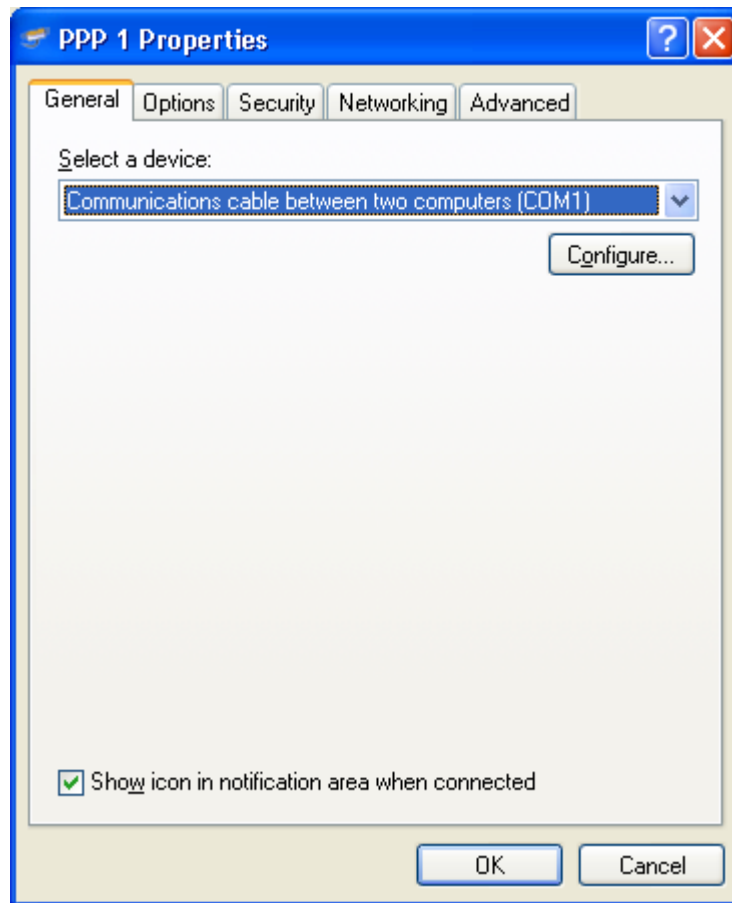 PPP 1 Properties
General Options Security Networking Advanced
Select a device:
Communications cable between two computers (COM1)
Configure...
Show icon in notification area when connected
OK Cancel